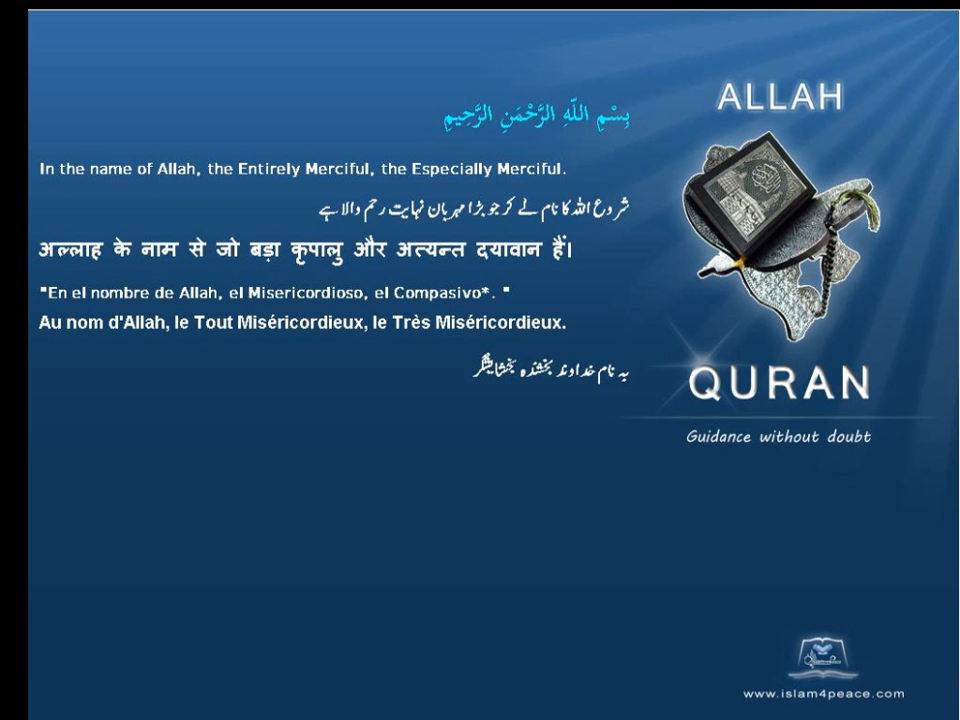 بِسْمِ اللَّهِ الرَّحْمَنِ الرَّحِيمِ
In the name of Allah, the Entirely Merciful, the Especially Merciful.
شروع اللہ کا نام لے کر جو بڑا مہربان نہایت رحم والا ہے
अल्लाह के नाम से जो बड़ा कृपालु और अत्यन्त दयावान हैं।
"En el nombre de Allah, el Misericordioso, el Compasivo*. "
Au nom d'Allah, le Tout Miséricordieux, le Très Miséricordieux.
به نام خداوند بخشنده بخشایشگر
ALLAH
QURAN
Guidance without doubt
www.islam4peace.com